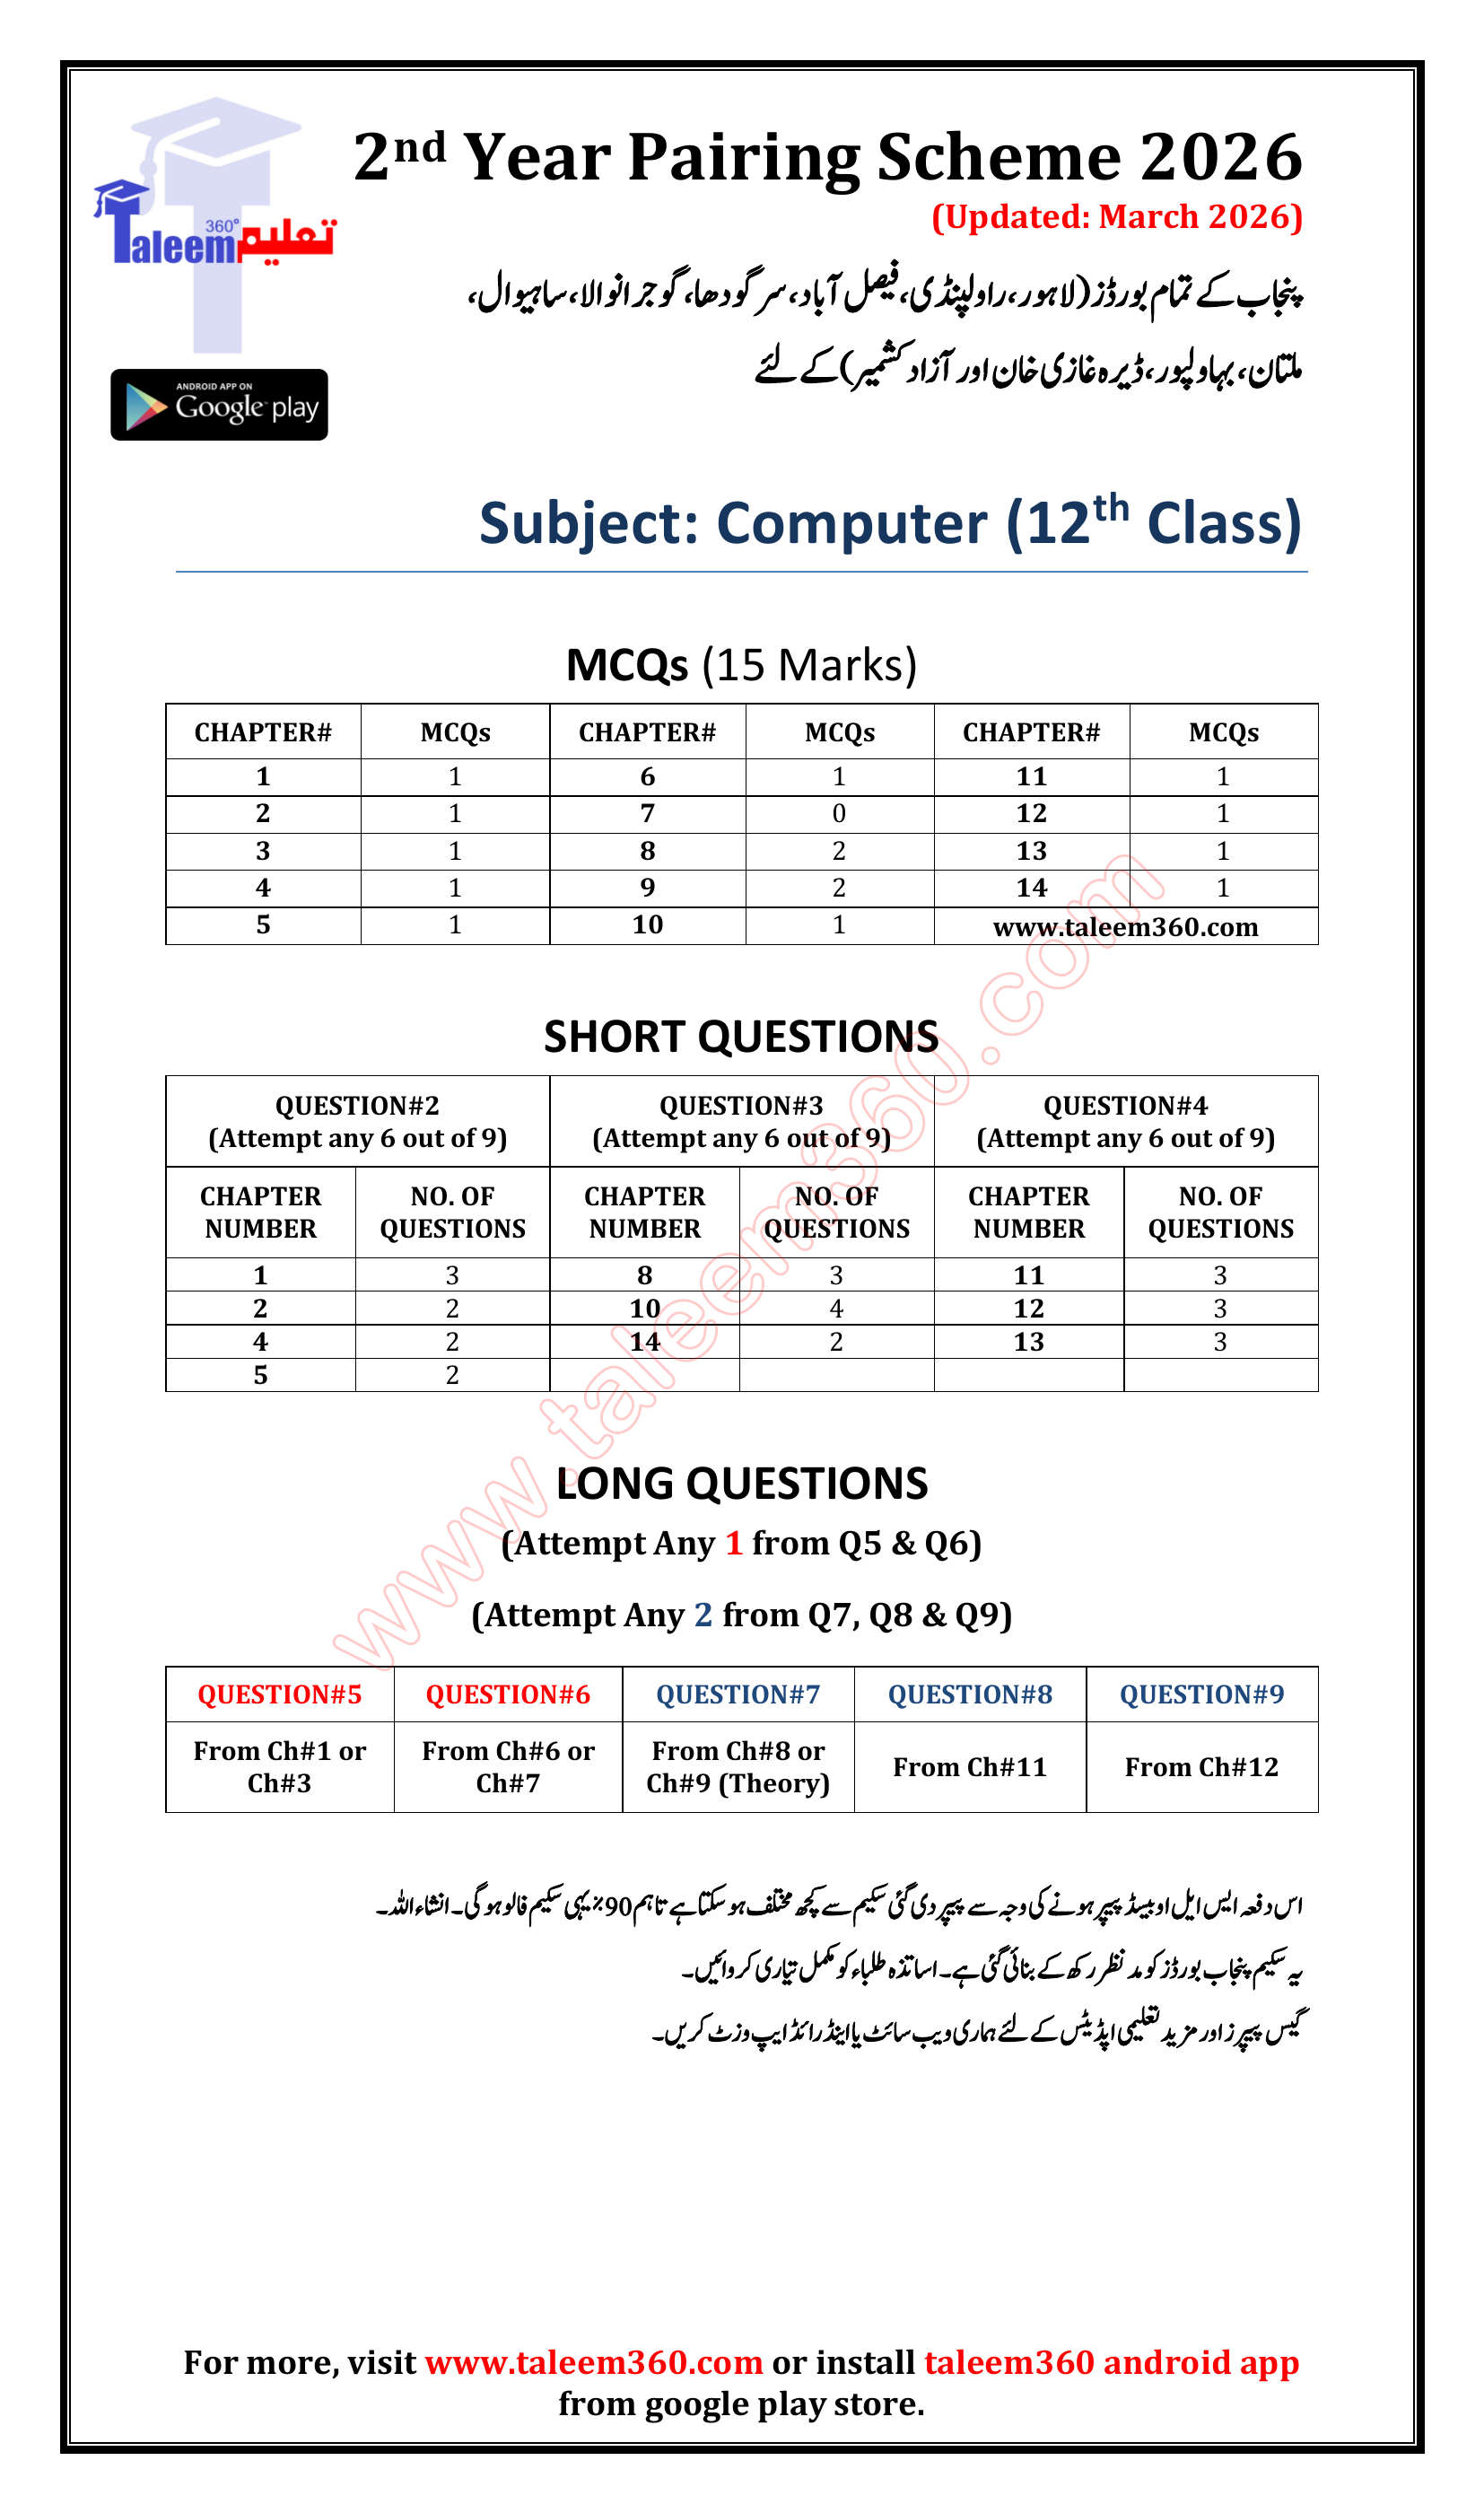 2nd Year Pairing Scheme 2026
(Updated: March 2026)
Taleem 360° تعلیم
پنجاب کے تمام بورڈز (لاہور، راولپنڈی، فیصل آباد، سرگودھا، گوجرانوالا، ساہیوال،
ملتان، بہاولپور، ڈیرہ غازی خان اور آزاد کشمیر) کے لئے
ANDROID APP ON
Google play
Subject: Computer (12th Class)
MCQs (15 Marks)
CHAPTER# MCQs CHAPTER# MCQs CHAPTER# MCQs
1 1 6 1 11 1
2 1 7 0 12 1
3 1 8 2 13 1
4 1 9 2 14 1
5 1 10 1 www.taleem360.com
SHORT QUESTIONS
QUESTION#2 QUESTION#3 QUESTION#4
(Attempt any 6 out of 9) (Attempt any 6 out of 9) (Attempt any 6 out of 9)
CHAPTER NO. OF CHAPTER NO. OF CHAPTER NO. OF
NUMBER QUESTIONS NUMBER QUESTIONS NUMBER QUESTIONS
1 3 8 3 11 3
2 2 10 4 12 3
4 2 14 2 13 3
5 2
LONG QUESTIONS
(Attempt Any 1 from Q5 & Q6)
(Attempt Any 2 from Q7, Q8 & Q9)
QUESTION#5 QUESTION#6 QUESTION#7 QUESTION#8 QUESTION#9
From Ch#1 or From Ch#6 or From Ch#8 or From Ch#11 From Ch#12
Ch#3 Ch#7 Ch#9 (Theory)
اس دفعہ ایس ایل او بیسڈ پیپر ہونے کی وجہ سے پیپر دی گئی سکیم سے کچھ مختلف ہو سکتا ہے تاہم 90٪ یہی سکیم فالو ہو گی۔ انشاء اللہ۔
یہ سکیم پنجاب بورڈز کو مد نظر رکھ کے بنائی گئی ہے۔ اساتذہ طلباء کو مکمل تیاری کروائیں۔
گیس پیپرز اور مزید تعلیمی اپڈیٹس کے لئے ہماری ویب سائٹ یا اینڈرائڈ ایپ وزٹ کریں۔
www.taleem360.com
For more, visit www.taleem360.com or install taleem360 android app
from google play store.